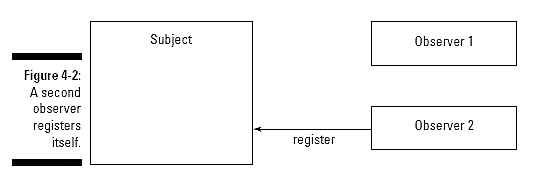 Figure 4-2:
A second
observer
registers
itself.
Subject
Observer 1
Observer 2
register